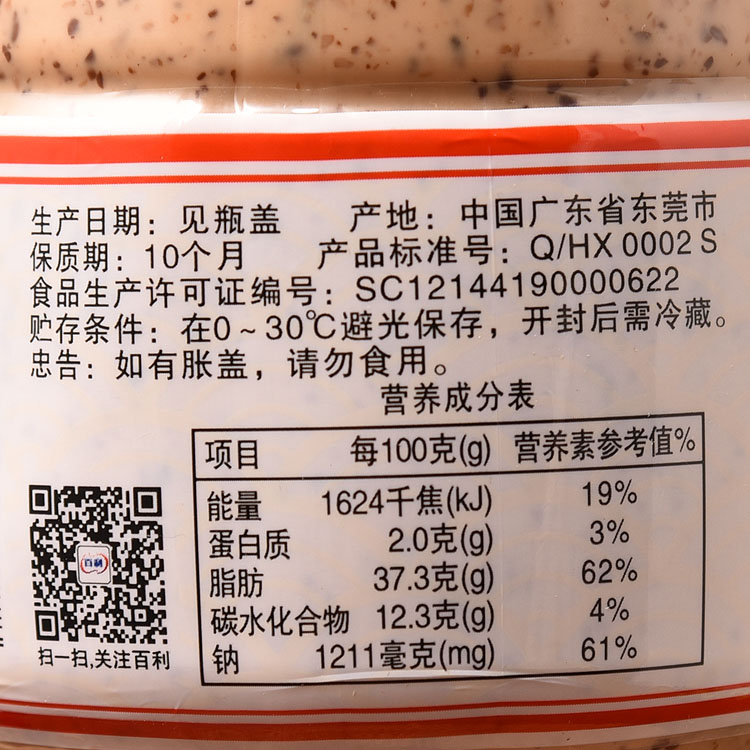 生产日期：见瓶盖 产地：中国广东省东莞市
保质期：10个月 产品标准号：Q/HX 0002 S
食品生产许可证编号：SC12144190000622
贮存条件：在0～30℃避光保存，开封后需冷藏。
忠告：如有胀盖，请勿食用。
营养成分表
项目 每100克(g) 营养素参考值%
能量 1624千焦(kJ) 19%
蛋白质 2.0克(g) 3%
脂肪 37.3克(g) 62%
碳水化合物 12.3克(g) 4%
钠 1211毫克(mg) 61%
百利
扫一扫,关注百利